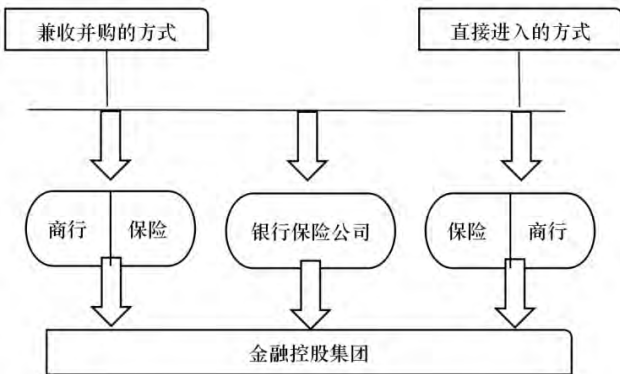 兼收并购的方式
直接进入的方式
商行 保险
银行保险公司
保险 商行
金融控股集团